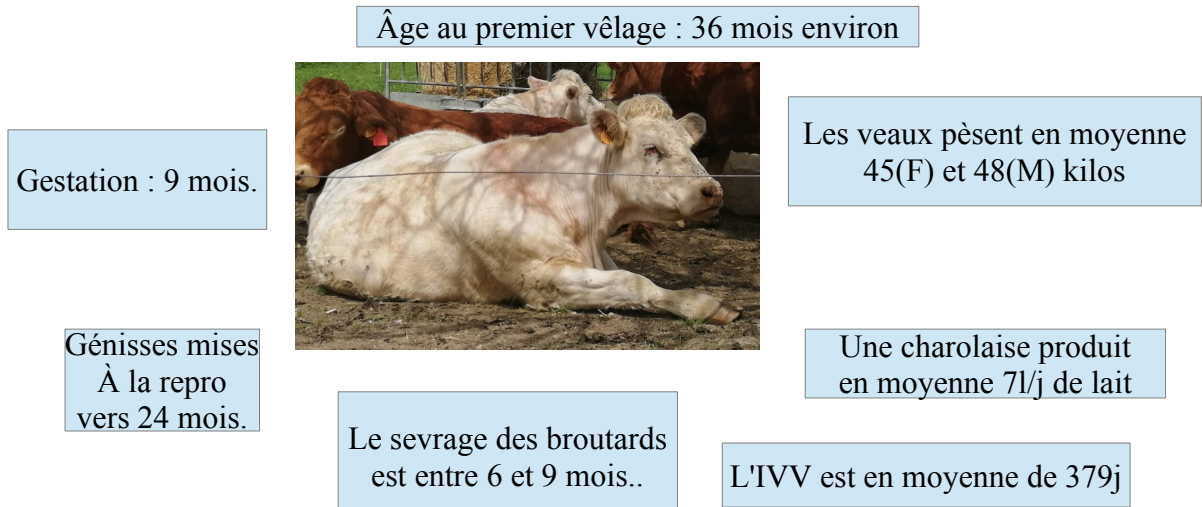 Âge au premier vêlage : 36 mois environ
Gestation : 9 mois.
Les veaux pèsent en moyenne
45(F) et 48(M) kilos
Génisses mises
À la repro
vers 24 mois.
Une charolaise produit
en moyenne 7l/j de lait
Le sevrage des broutards
est entre 6 et 9 mois..
L'IVV est en moyenne de 379j